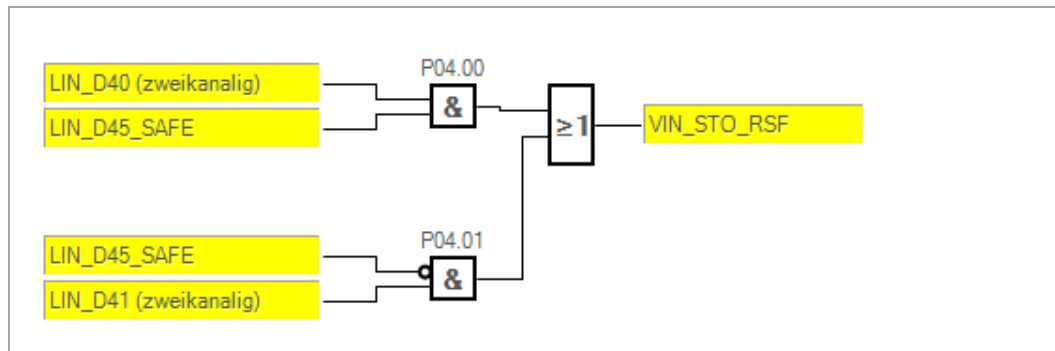 P04.00
LIN_D40 (zweikanalig)
&
≥1
LIN_D45_SAFE
VIN_STO_RSF
P04.01
LIN_D45_SAFE
&
LIN_D41 (zweikanalig)